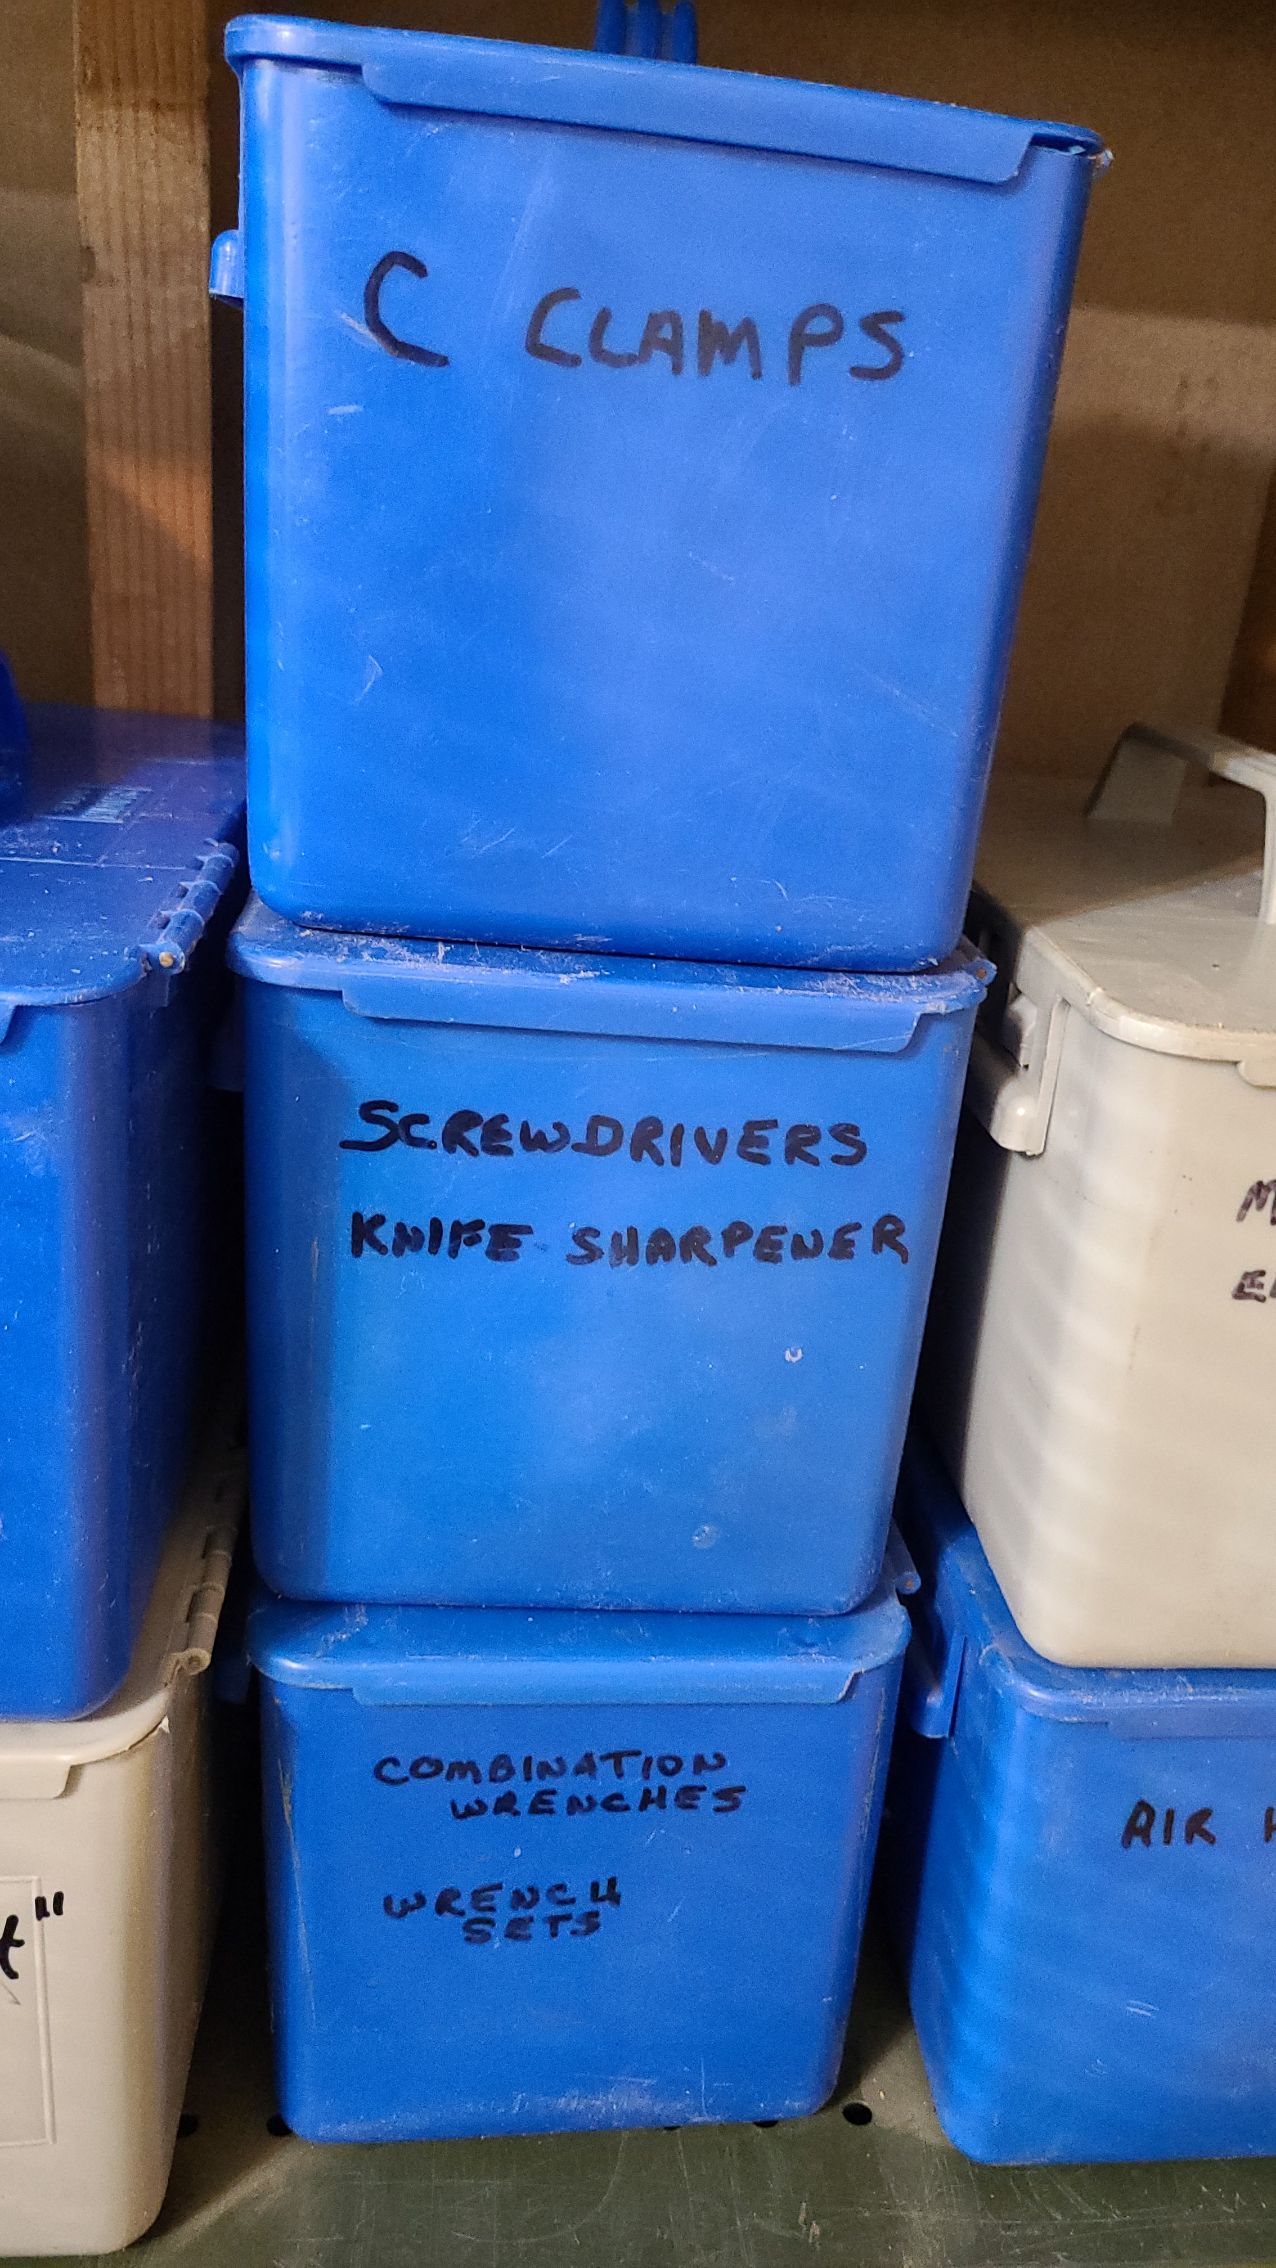 C CLAMPS
SCREWDRIVERS
KNIFE SHARPENER
COMBINATION
WRENCHES
WRENCH
SETS
AIR